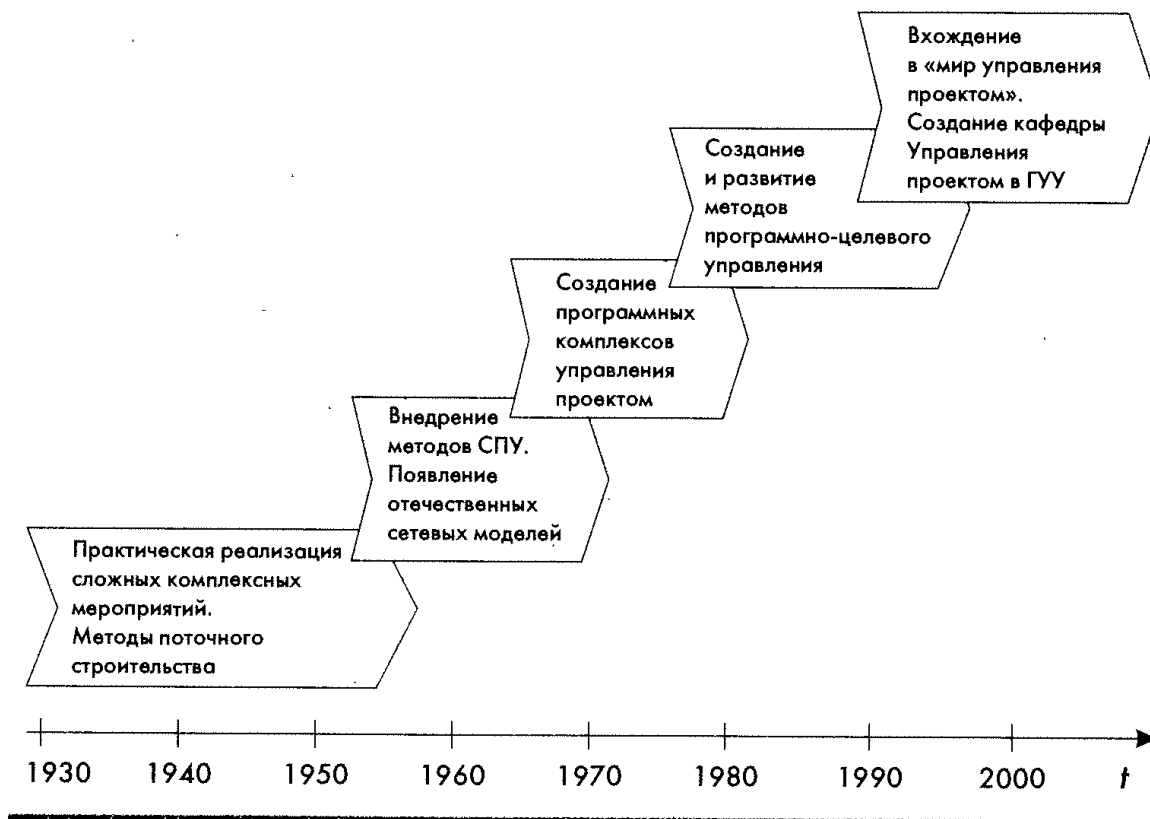 Вхождение
в «мир управления
проектом».
Создание кафедры
Управления
проектом в ГУУ
Создание
и развитие
методов
программно-целевого
управления
Создание
программных
комплексов
управления
проектом
Внедрение
методов СПУ.
Появление
отечественных
сетевых моделей
Практическая реализация
сложных комплексных
мероприятий.
Методы поточного
строительства
1930 1940 1950 1960 1970 1980 1990 2000 t